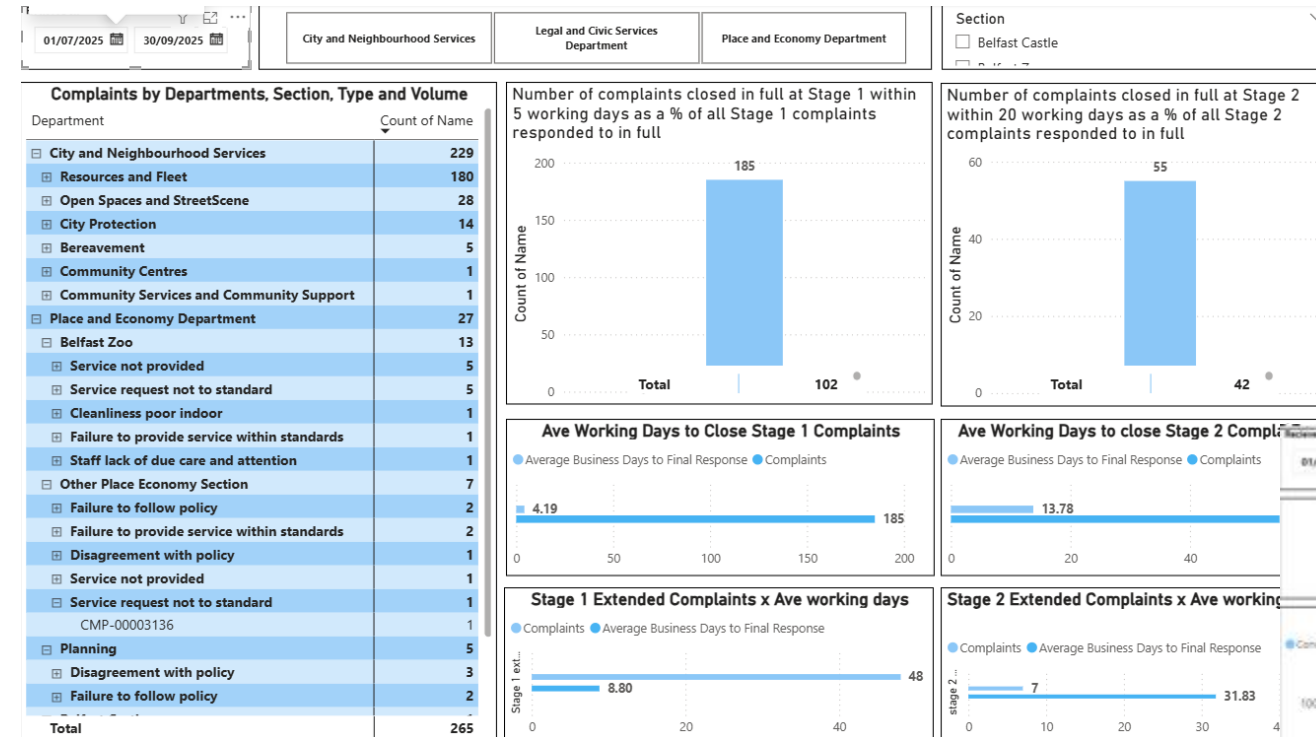 01/07/2025 30/09/2025
City and Neighbourhood Services
Legal and Civic Services
Department
Place and Economy Department
Section
Belfast Castle
Complaints by Departments, Section, Type and Volume
Department Count of Name
City and Neighbourhood Services 229
Resources and Fleet 180
Open Spaces and StreetScene 28
City Protection 14
Bereavement 5
Community Centres 1
Community Services and Community Support 1
Place and Economy Department 27
Belfast Zoo 13
Service not provided 5
Service request not to standard 5
Cleanliness poor indoor 1
Failure to provide service within standards 1
Staff lack of due care and attention 1
Other Place Economy Section 7
Failure to follow policy 2
Failure to provide service within standards 2
Disagreement with policy 1
Service not provided 1
Service request not to standard 1
CMP-00003136 1
Planning 5
Disagreement with policy 3
Failure to follow policy 2
Total 265
Number of complaints closed in full at Stage 1 within
5 working days as a % of all Stage 1 complaints
responded to in full
200
185
150
100
50
0
Count of Name
Total 102
Number of complaints closed in full at Stage 2
within 20 working days as a % of all Stage 2
complaints responded to in full
60
55
40
20
0
Count of Name
Total 42
Ave Working Days to Close Stage 1 Complaints
Average Business Days to Final Response Complaints
4.19
185
0 50 100 150 200
Ave Working Days to close Stage 2 Compla
Average Business Days to Final Response Complaints
13.78
0 20 40
Stage 1 Extended Complaints x Ave working days
Complaints Average Business Days to Final Response
Stage 1 ext...
48
8.80
0 20 40
Stage 2 Extended Complaints x Ave working
Complaints Average Business Days to Final Response
stage 2 ...
7
31.83
0 10 20 30 4